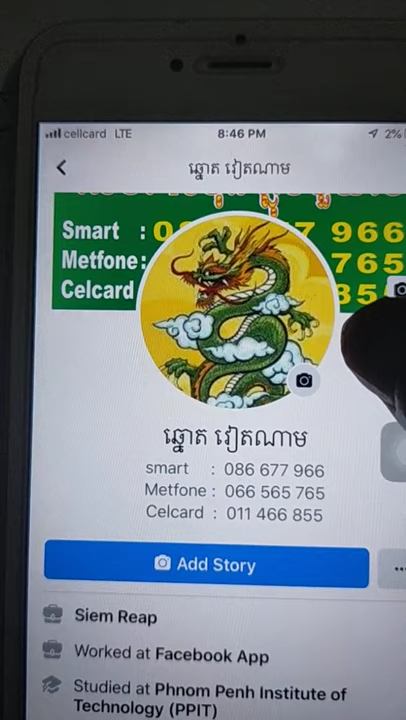 cellcard LTE 8:46 PM 2%
ឆ្នោត វៀតណាម
Smart : 0 7 966
Metfone: 765
Celcard 85
ឆ្នោត វៀតណាម
smart : 086 677 966
Metfone : 066 565 765
Celcard : 011 466 855
Add Story
Siem Reap
Worked at Facebook App
Studied at Phnom Penh Institute of
Technology (PPIT)